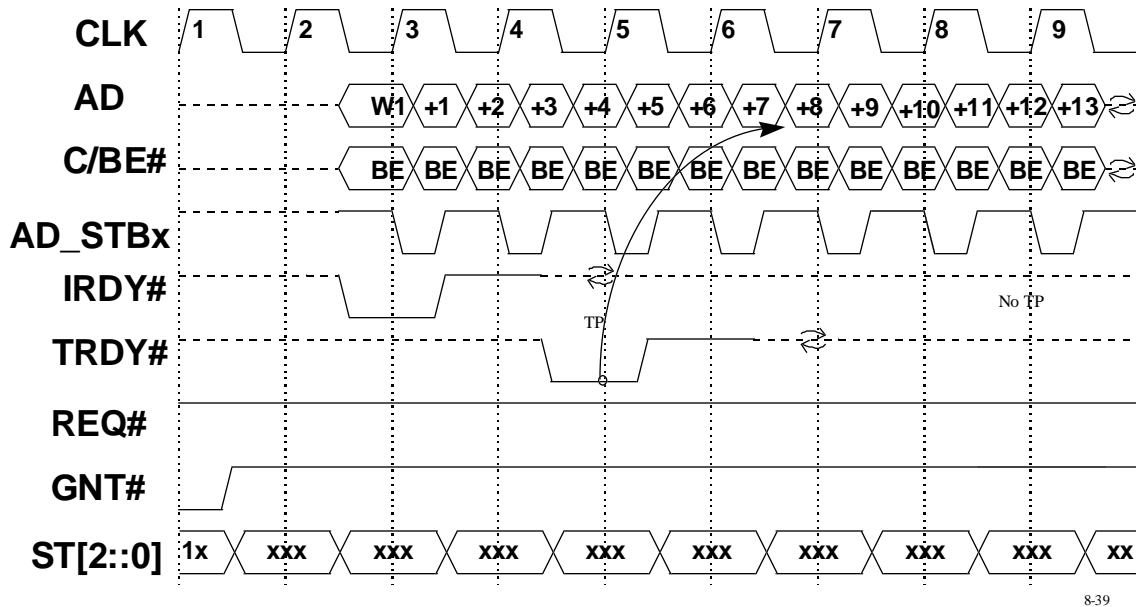 CLK 1 2 3 4 5 6 7 8 9
AD W1 +1 +2 +3 +4 +5 +6 +7 +8 +9 +10 +11 +12 +13
C/BE# BE BE BE BE BE BE BE BE BE BE BE BE BE BE
AD_STBx
IRDY#
No TP
TP
TRDY#
REQ#
GNT#
ST[2::0] 1x xxx xxx xxx xxx xxx xxx xxx xxx xx
8-39